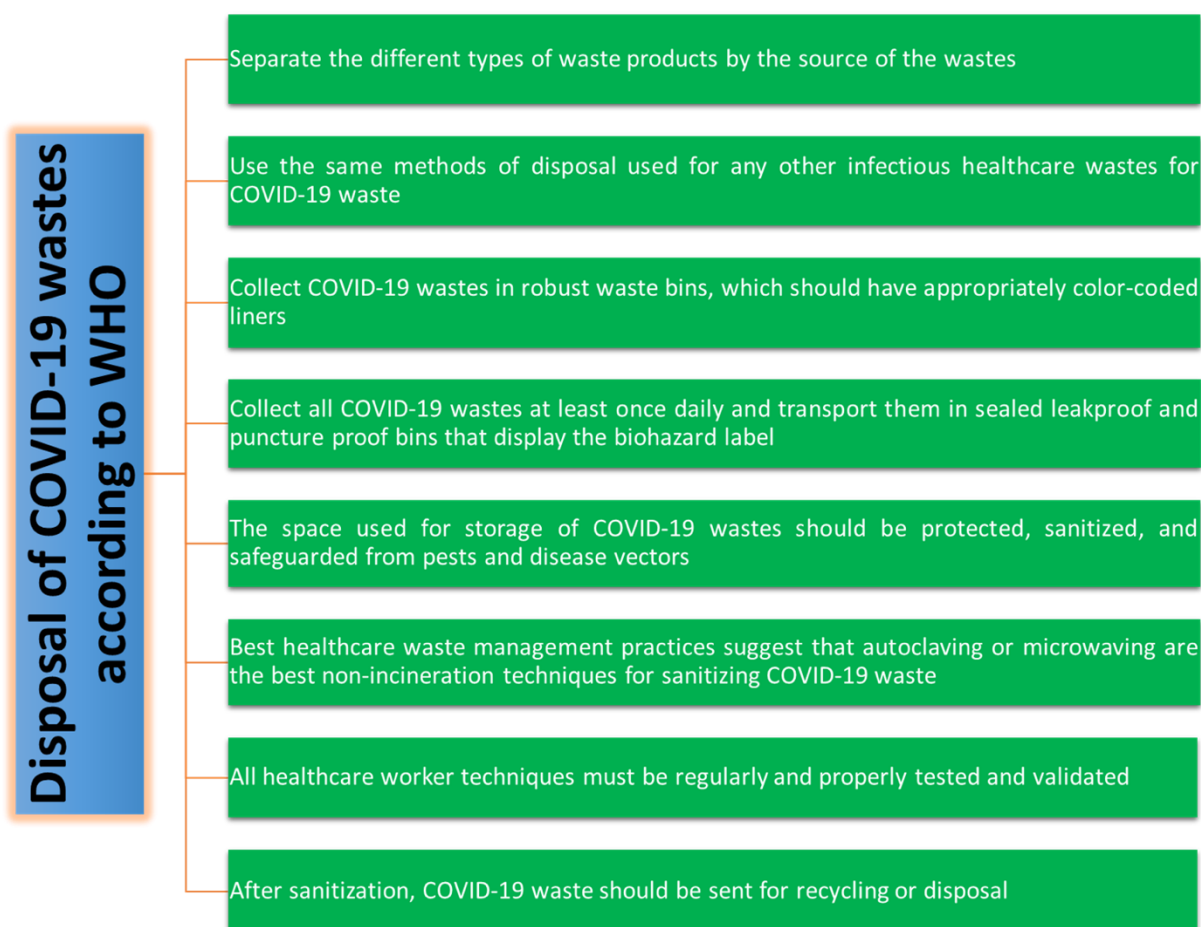 Disposal of COVID-19 wastes
according to WHO
Separate the different types of waste products by the source of the wastes
Use the same methods of disposal used for any other infectious healthcare wastes for
COVID-19 waste
Collect COVID-19 wastes in robust waste bins, which should have appropriately color-coded
liners
Collect all COVID-19 wastes at least once daily and transport them in sealed leakproof and
puncture proof bins that display the biohazard label
The space used for storage of COVID-19 wastes should be protected, sanitized, and
safeguarded from pests and disease vectors
Best healthcare waste management practices suggest that autoclaving or microwaving are
the best non-incineration techniques for sanitizing COVID-19 waste
All healthcare worker techniques must be regularly and properly tested and validated
After sanitization, COVID-19 waste should be sent for recycling or disposal